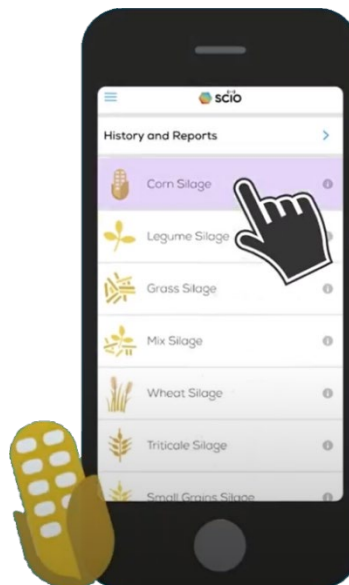 SCiO
History and Reports
Corn Silage
Legume Silage
Grass Silage
Mix Silage
Wheat Silage
Triticale Silage
Small Grains Silage